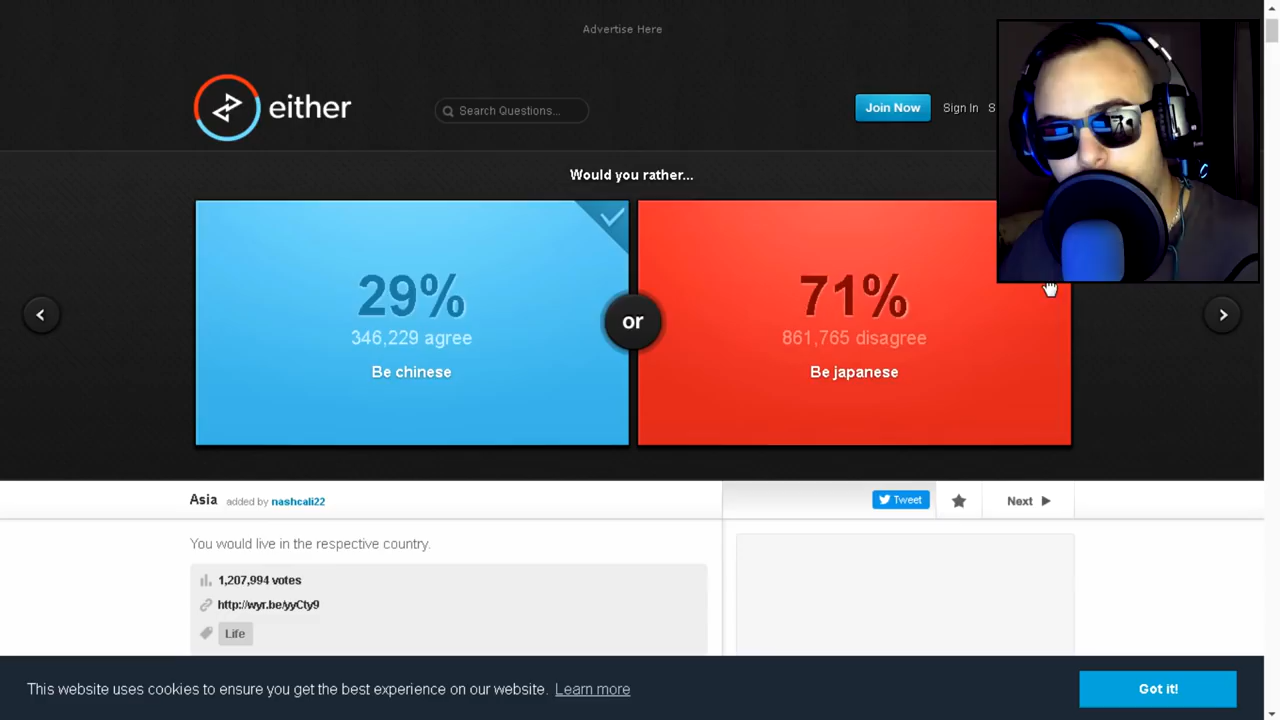 Advertise Here
either
Search Questions...
Join Now
Sign In
S
Would you rather...
29%
346,229 agree
Be chinese
or
71%
861,765 disagree
Be japanese
Asia added by nashcali22
Tweet
Next
You would live in the respective country.
1,207,994 votes
http://wyr.be/yyCty9
Life
This website uses cookies to ensure you get the best experience on our website. Learn more
Got it!